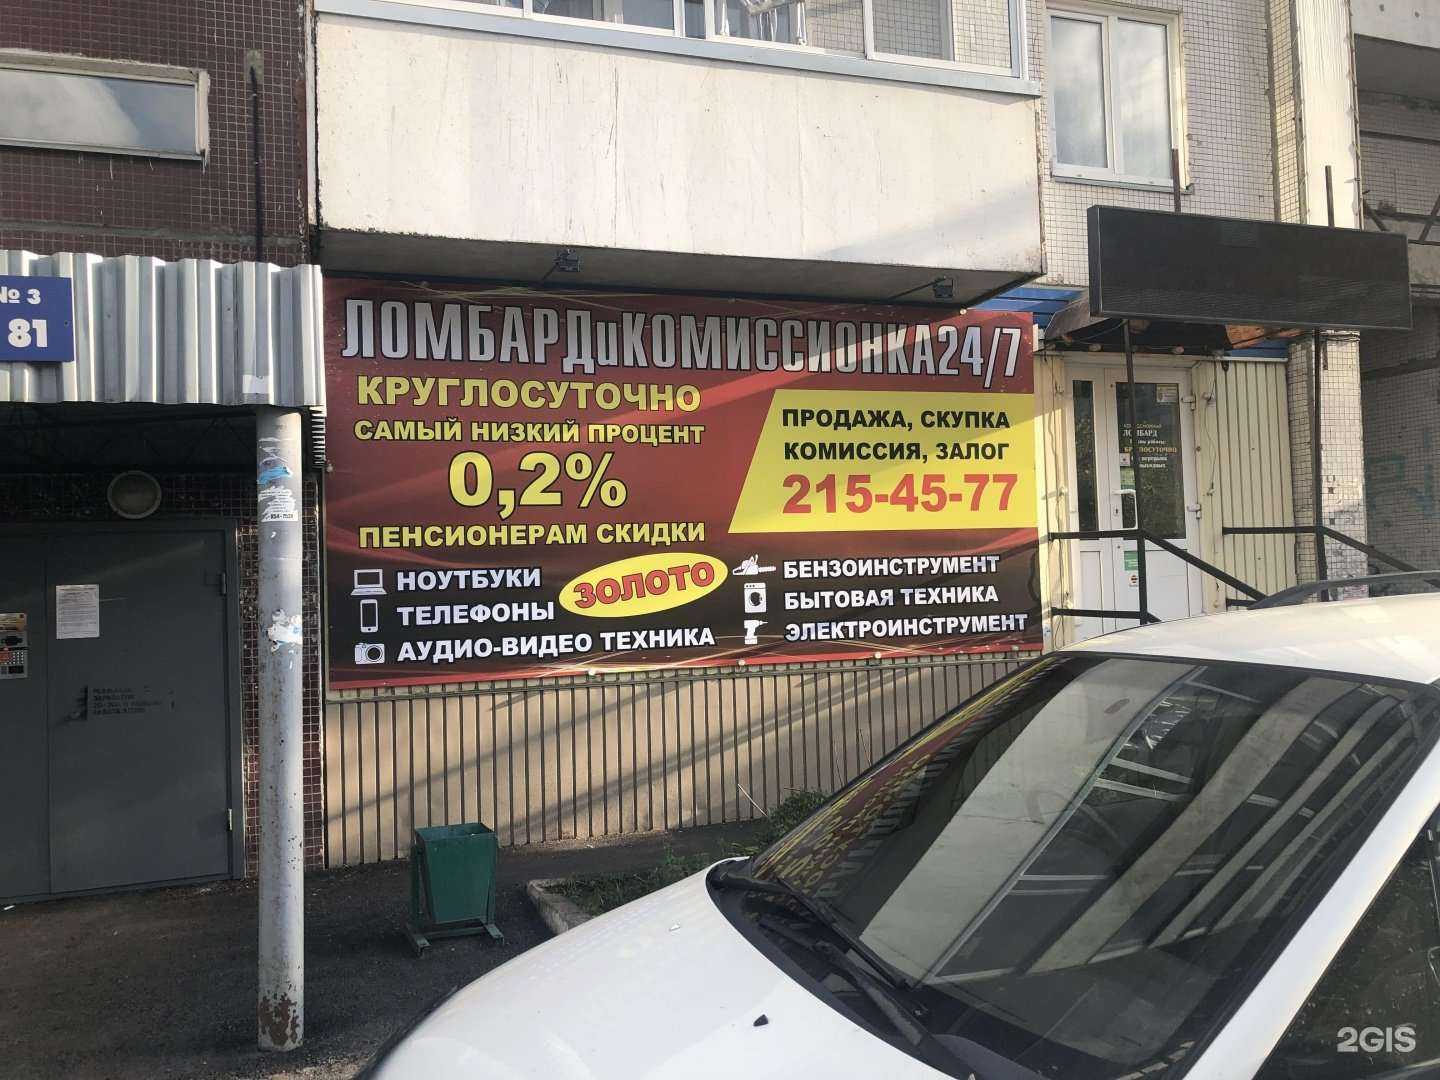 № 3
81
ЛОМБАРДиКОМИССИОНКА24/7
КРУГЛОСУТОЧНО
САМЫЙ НИЗКИЙ ПРОЦЕНТ
0,2%
ПЕНСИОНЕРАМ СКИДКИ
ПРОДАЖА, СКУПКА
КОМИССИЯ, ЗАЛОГ
215-45-77
НОУТБУКИ
ТЕЛЕФОНЫ
АУДИО-ВИДЕО ТЕХНИКА
ЗОЛОТО
БЕНЗОИНСТРУМЕНТ
БЫТОВАЯ ТЕХНИКА
ЭЛЕКТРОИНСТРУМЕНТ
ЛОМБАРД
КРУГЛОСУТОЧНО
2GIS